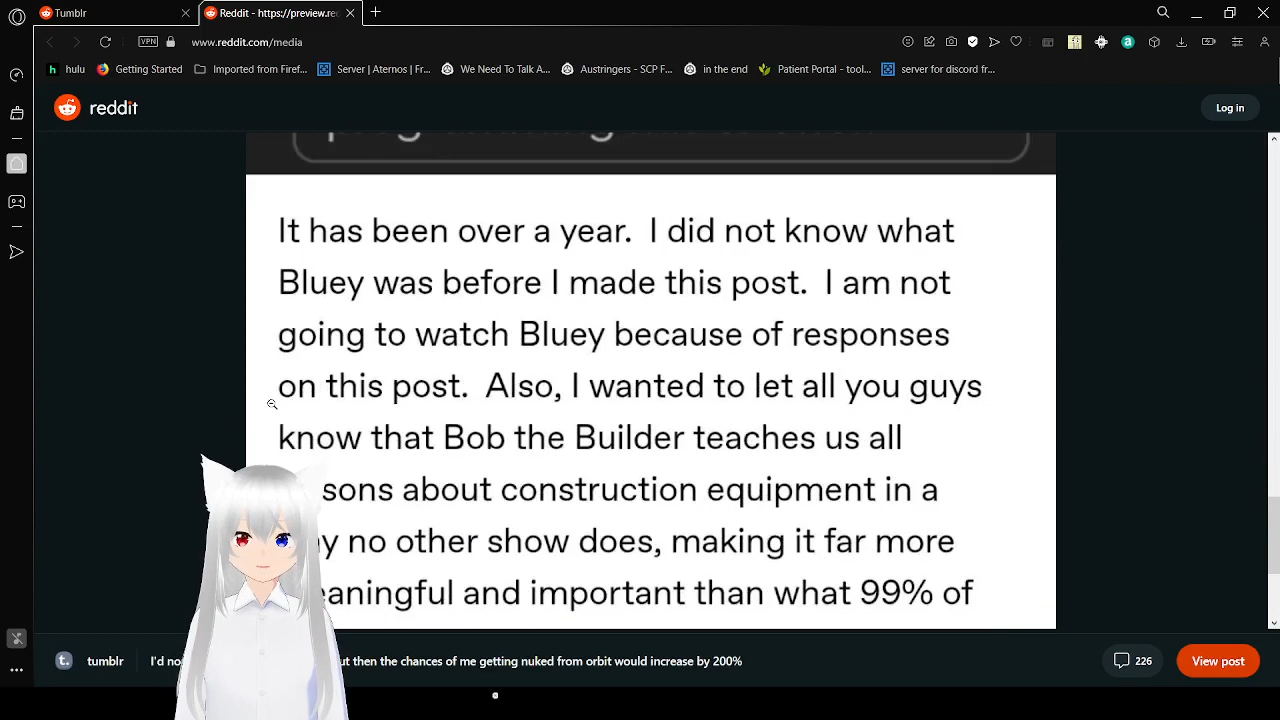 Tumblr
Reddit - https://preview.rec
VPN
www.reddit.com/media
a
h hulu
Getting Started
Imported from Firef...
Server | Aternos | Fr...
We Need To Talk A...
Austringers - SCP F...
in the end
Patient Portal - tool...
server for discord fr...
reddit
Log in
It has been over a year. I did not know what
Bluey was before I made this post. I am not
going to watch Bluey because of responses
on this post. Also, I wanted to let all you guys
know that Bob the Builder teaches us all
sons about construction equipment in a
y no other show does, making it far more
eaningful and important than what 99% of
t. tumblr I'd no ut then the chances of me getting nuked from orbit would increase by 200%
226
View post